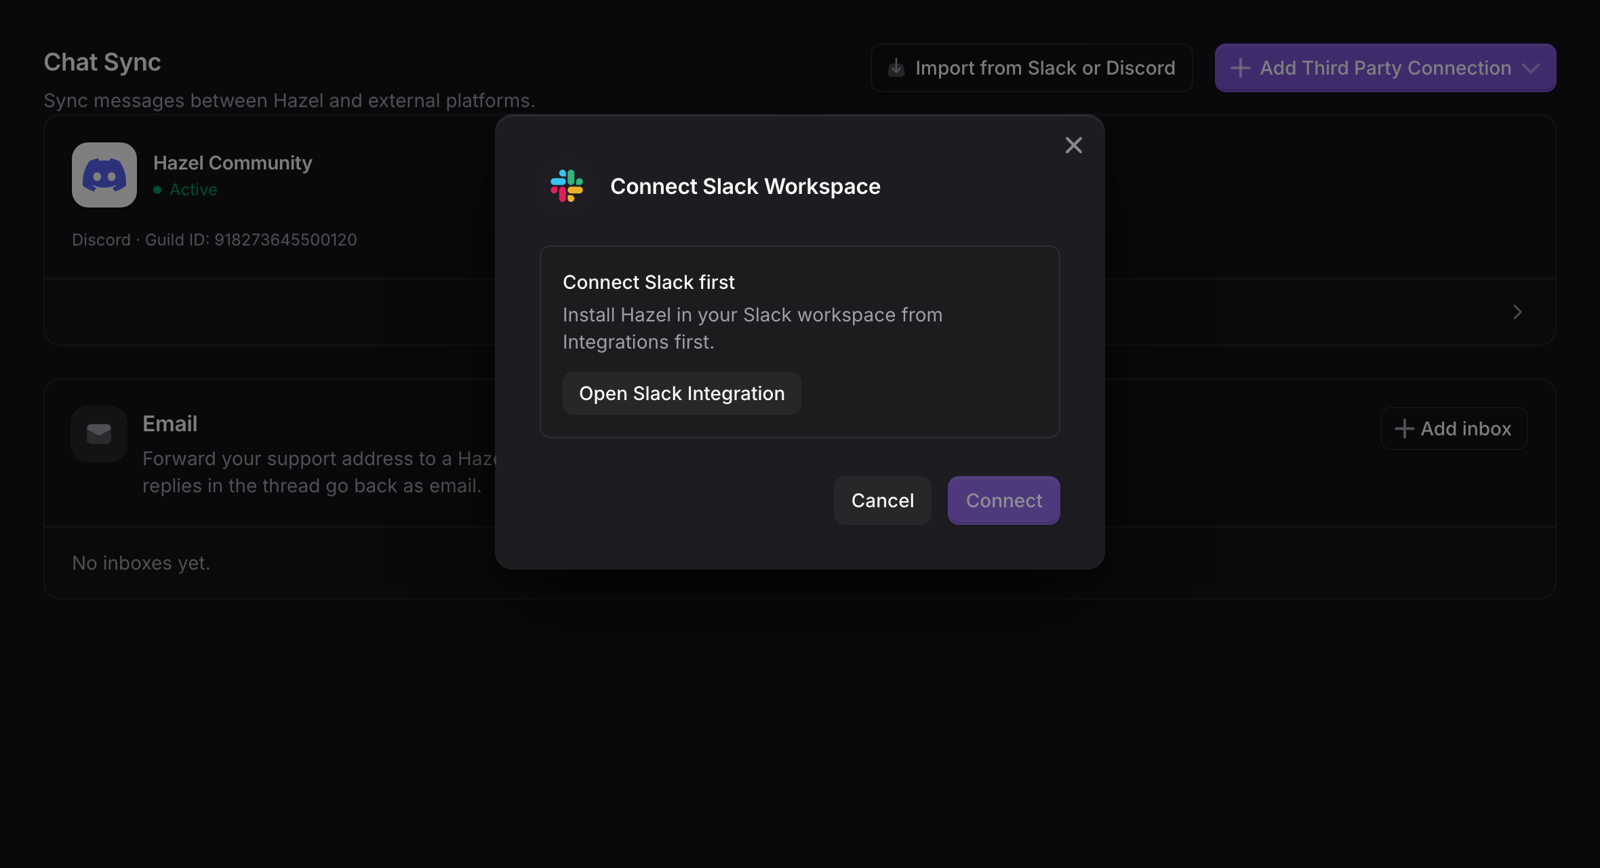 Chat Sync
Sync messages between Hazel and external platforms.
Import from Slack or Discord
Add Third Party Connection
Hazel Community
Active
Discord · Guild ID: 918273645500120
Connect Slack Workspace
Connect Slack first
Install Hazel in your Slack workspace from
Integrations first.
Open Slack Integration
Cancel
Connect
Email
Forward your support address to a
replies in the thread go back as email.
Add inbox
No inboxes yet.